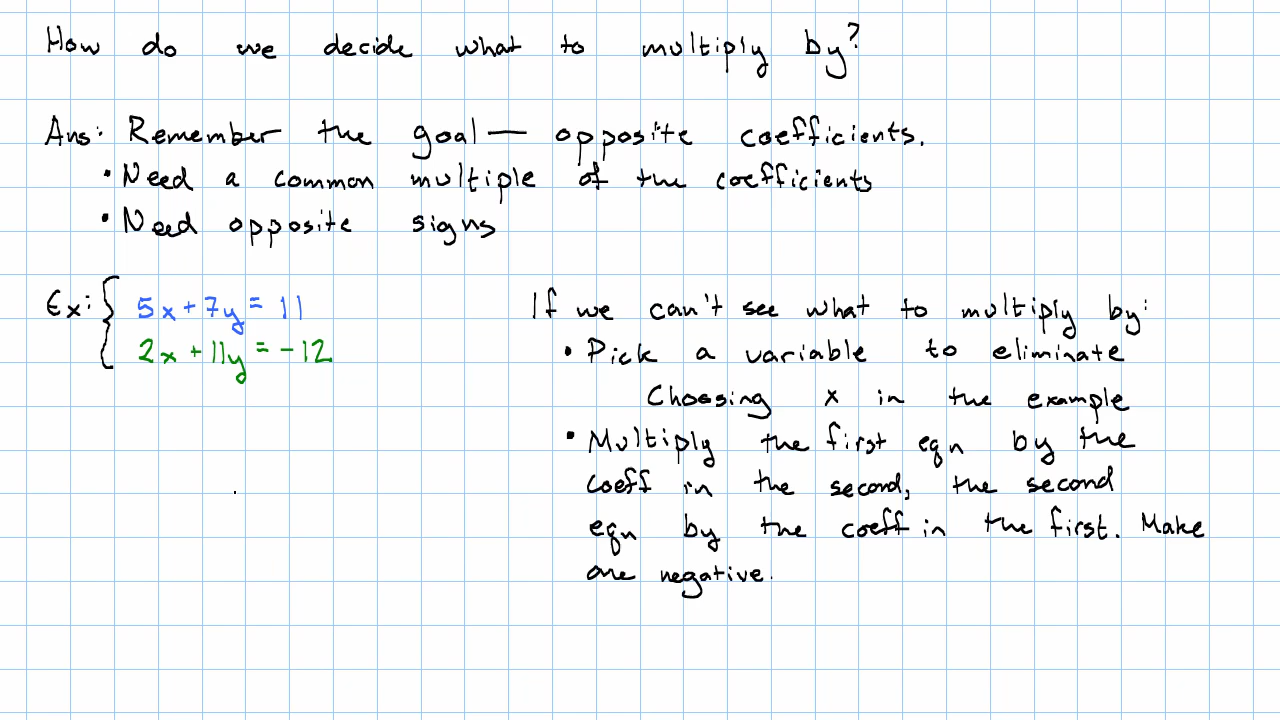 How do we decide what to multiply by?
Ans: Remember the goal — opposite coefficients.
• Need a common multiple of the coefficients
• Need opposite signs
Ex: { 5x + 7y = 11
2x + 11y = -12
If we can't see what to multiply by:
• Pick a variable to eliminate
Choosing x in the example
• Multiply the first eqn by the
coeff in the second, the second
eqn by the coeff in the first. Make
one negative.